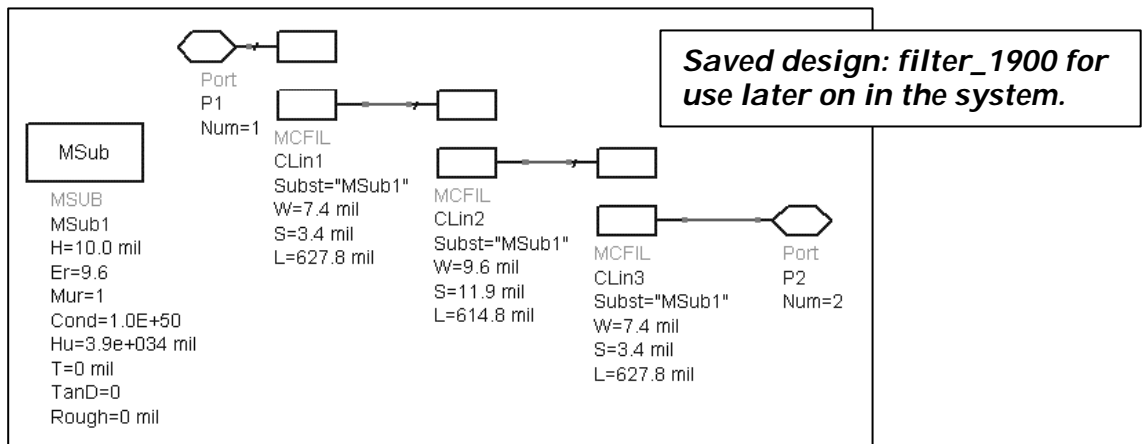 Saved design: filter_1900 for
use later on in the system.
Port
P1
Num=1
MSub
MSUB
MSub1
H=10.0 mil
Er=9.6
Mur=1
Cond=1.0E+50
Hu=3.9e+034 mil
T=0 mil
TanD=0
Rough=0 mil
MCFIL
CLin1
Subst="MSub1"
W=7.4 mil
S=3.4 mil
L=627.8 mil
MCFIL
CLin2
Subst="MSub1"
W=9.6 mil
S=11.9 mil
L=614.8 mil
MCFIL
CLin3
Subst="MSub1"
W=7.4 mil
S=3.4 mil
L=627.8 mil
Port
P2
Num=2